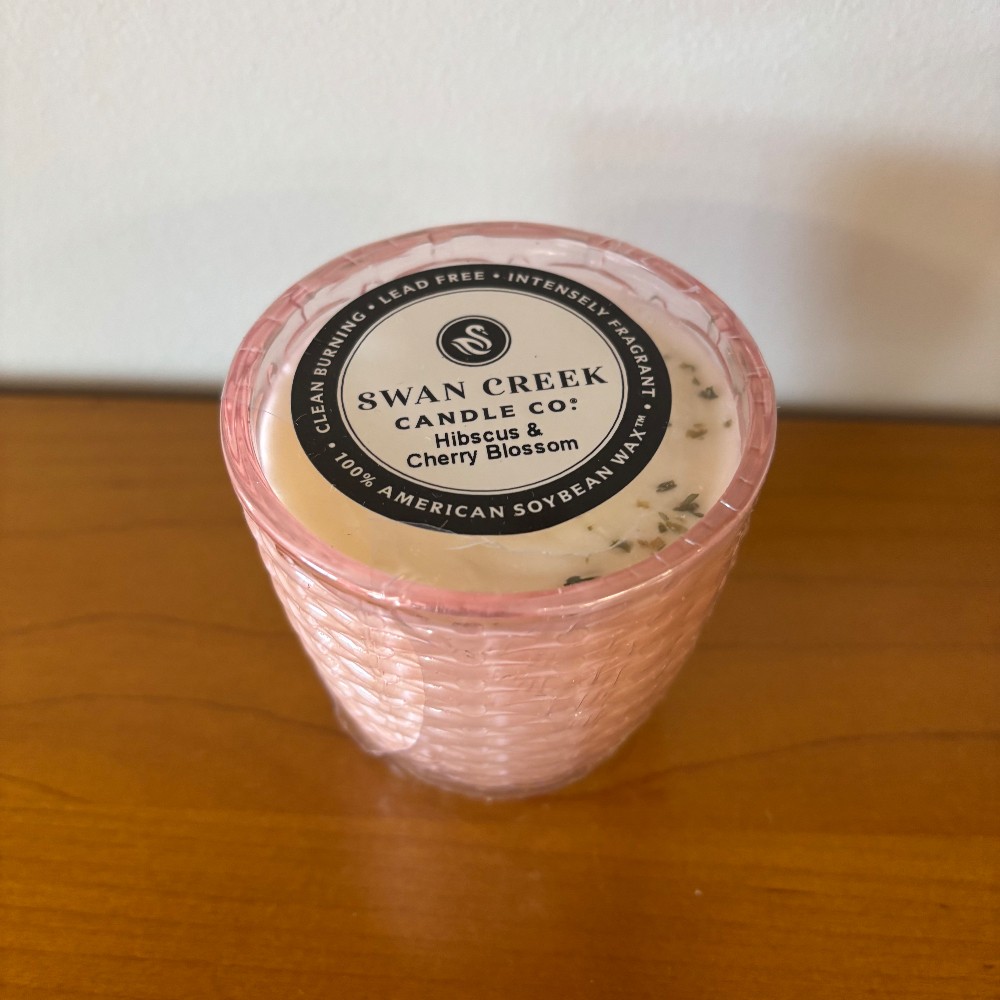 • CLEAN BURNING • LEAD FREE • INTENSELY FRAGRANT •
SWAN CREEK
CANDLE CO.®
Hibscus &
Cherry Blossom
100% AMERICAN SOYBEAN WAX™